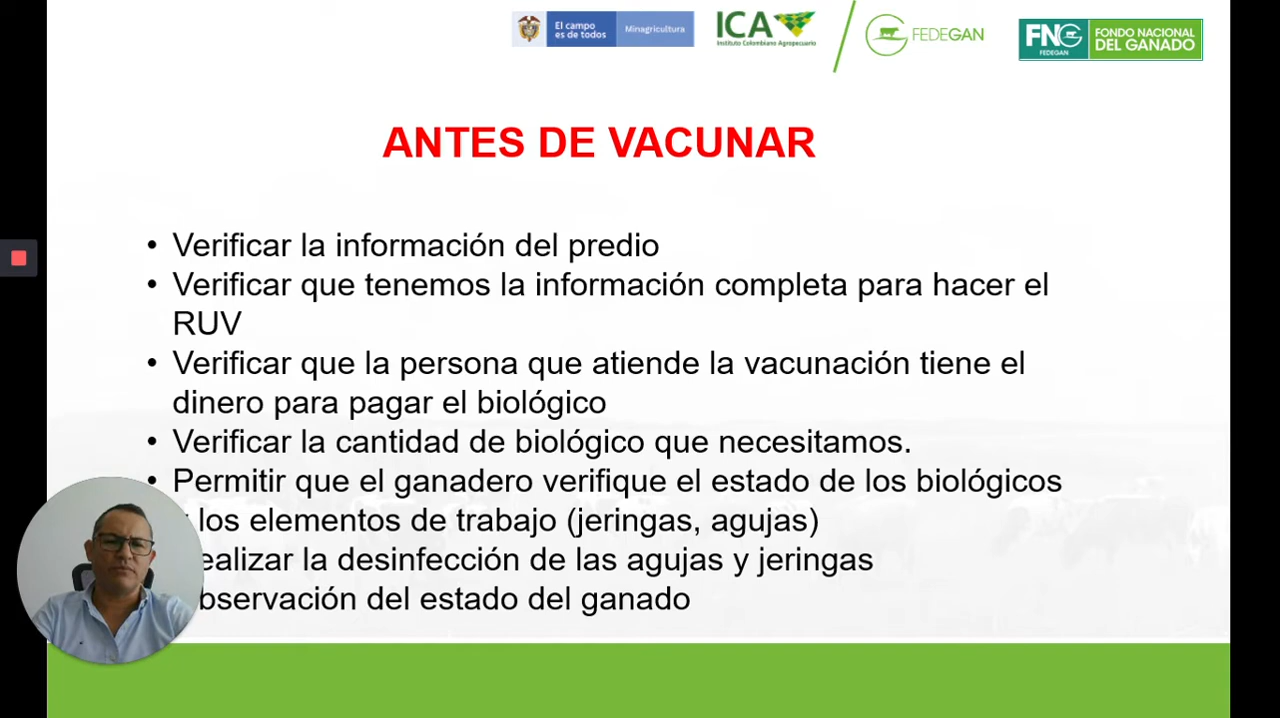 El campo
es de todos
Minagricultura
ICA
Instituto Colombiano Agropecuario
FEDEGAN
FNG
FEDEGAN
FONDO NACIONAL
DEL GANADO
ANTES DE VACUNAR
• Verificar la información del predio
• Verificar que tenemos la información completa para hacer el
RUV
• Verificar que la persona que atiende la vacunación tiene el
dinero para pagar el biológico
• Verificar la cantidad de biológico que necesitamos.
• Permitir que el ganadero verifique el estado de los biológicos
los elementos de trabajo (jeringas, agujas)
ealizar la desinfección de las agujas y jeringas
bservación del estado del ganado